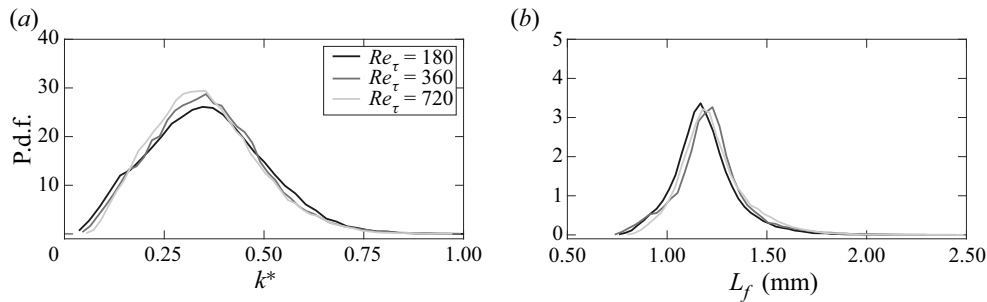 (a)
40
30
20
10
0
P.d.f.
0
0.25
0.50
0.75
1.00
k*
Re_τ = 180
Re_τ = 360
Re_τ = 720
(b)
5
4
3
2
1
0
0.50
1.00
1.50
2.00
2.50
L_f (mm)